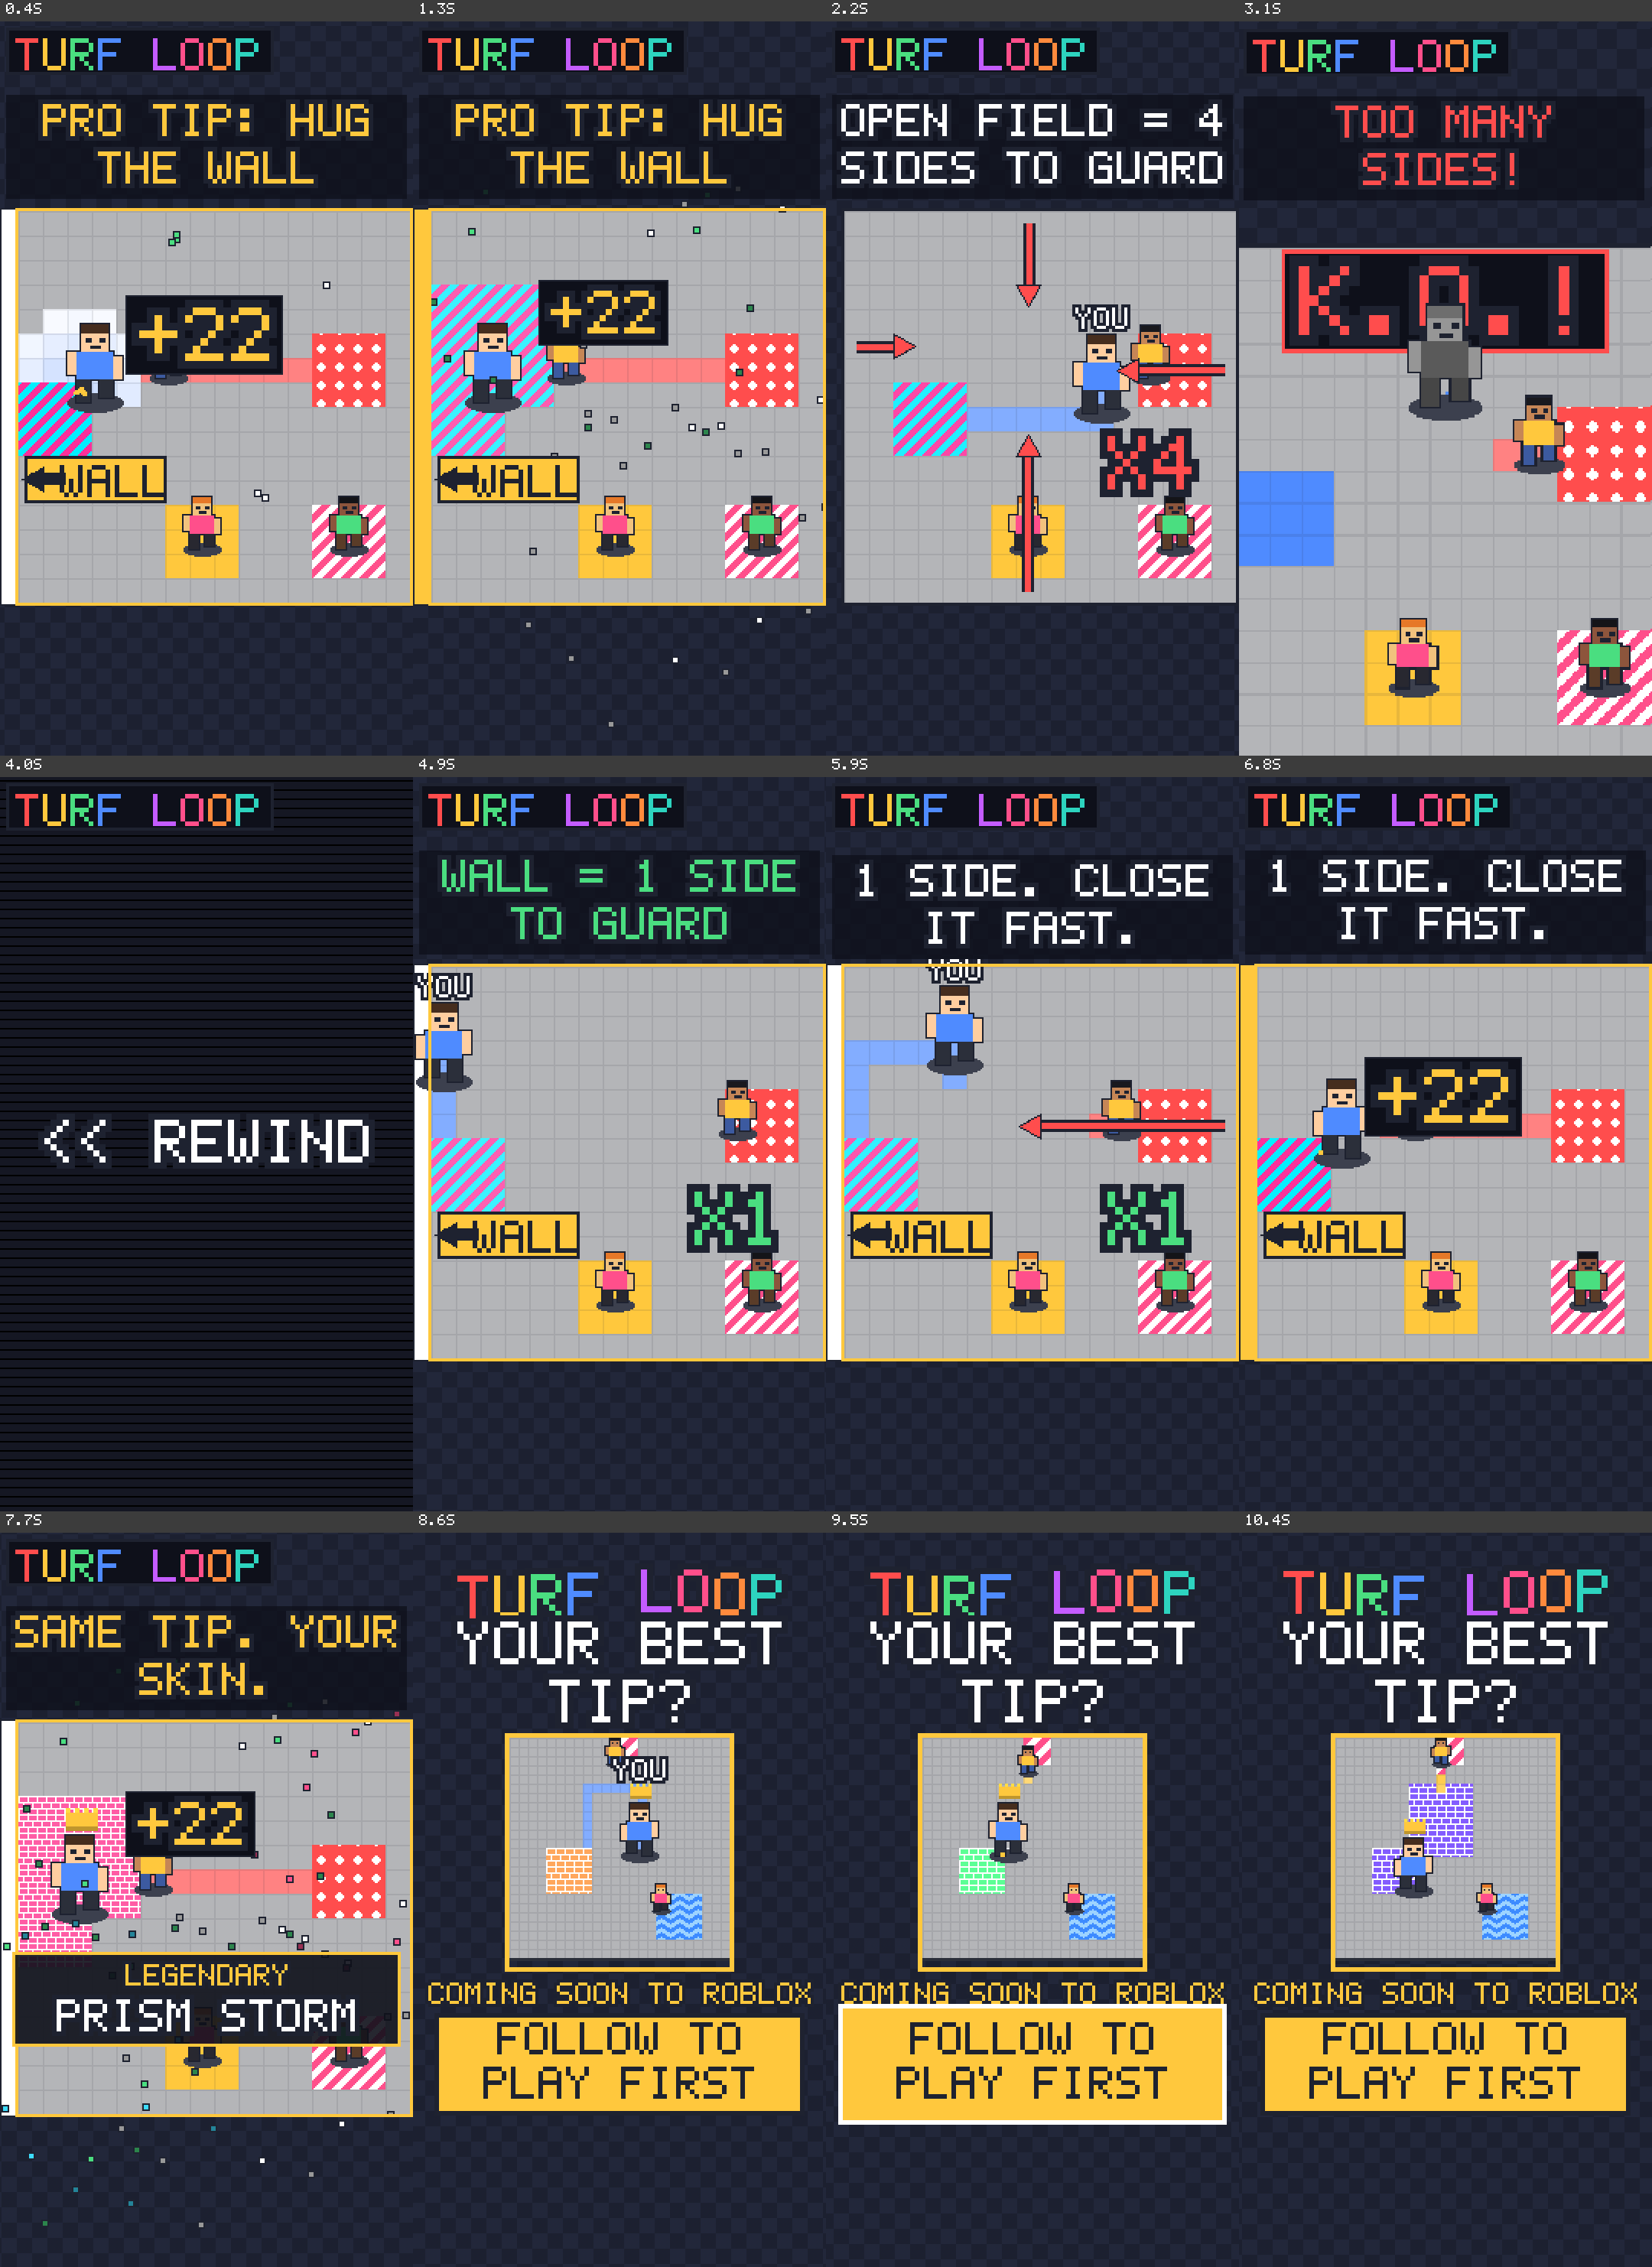 0.4S
TURF LOOP
PRO TIP: HUG
THE WALL
+22
WALL
1.3S
TURF LOOP
PRO TIP: HUG
THE WALL
+22
WALL
2.2S
TURF LOOP
OPEN FIELD = 4
SIDES TO GUARD
YOU
X4
3.1S
TURF LOOP
TOO MANY
SIDES!
K.O.!
4.0S
TURF LOOP
<< REWIND
4.9S
TURF LOOP
WALL = 1 SIDE
TO GUARD
YOU
X1
WALL
5.9S
TURF LOOP
1 SIDE. CLOSE
IT FAST.
YOU
X1
WALL
6.8S
TURF LOOP
1 SIDE. CLOSE
IT FAST.
+22
WALL
7.7S
TURF LOOP
SAME TIP. YOUR
SKIN.
+22
LEGENDARY
PRISM STORM
8.6S
TURF LOOP
YOUR BEST
TIP?
YOU
COMING SOON TO ROBLOX
FOLLOW TO
PLAY FIRST
9.5S
TURF LOOP
YOUR BEST
TIP?
COMING SOON TO ROBLOX
FOLLOW TO
PLAY FIRST
10.4S
TURF LOOP
YOUR BEST
TIP?
COMING SOON TO ROBLOX
FOLLOW TO
PLAY FIRST